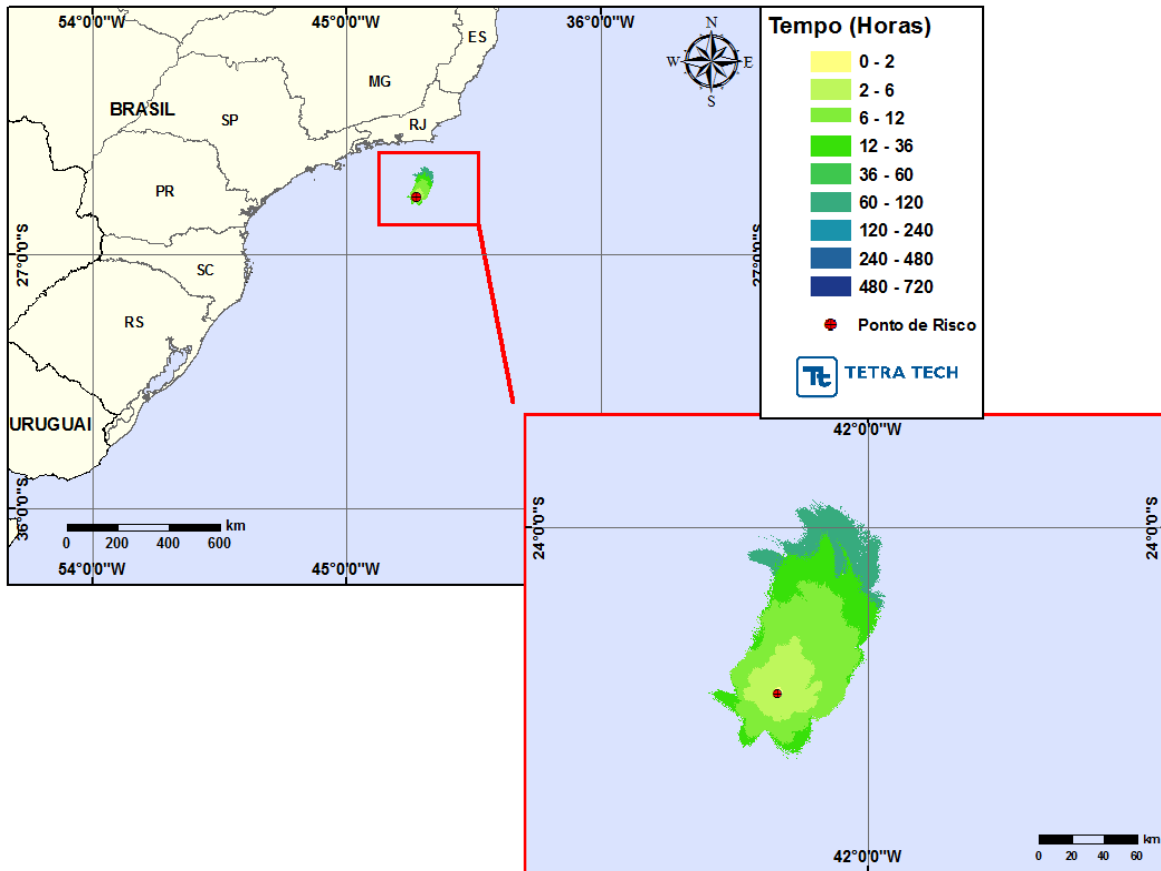 54°0'0"W
45°0'0"W
36°0'0"W
ES
MG
BRASIL
SP
RJ
PR
SC
RS
URUGUAI
27°0'0"S
27°0'0"S
36°0'0"S
N
W
E
S
0 200 400 600 km
54°0'0"W
45°0'0"W
Tempo (Horas)
0 - 2
2 - 6
6 - 12
12 - 36
36 - 60
60 - 120
120 - 240
240 - 480
480 - 720
Ponto de Risco
Tt TETRA TECH
42°0'0"W
24°0'0"S
24°0'0"S
42°0'0"W
0 20 40 60 km